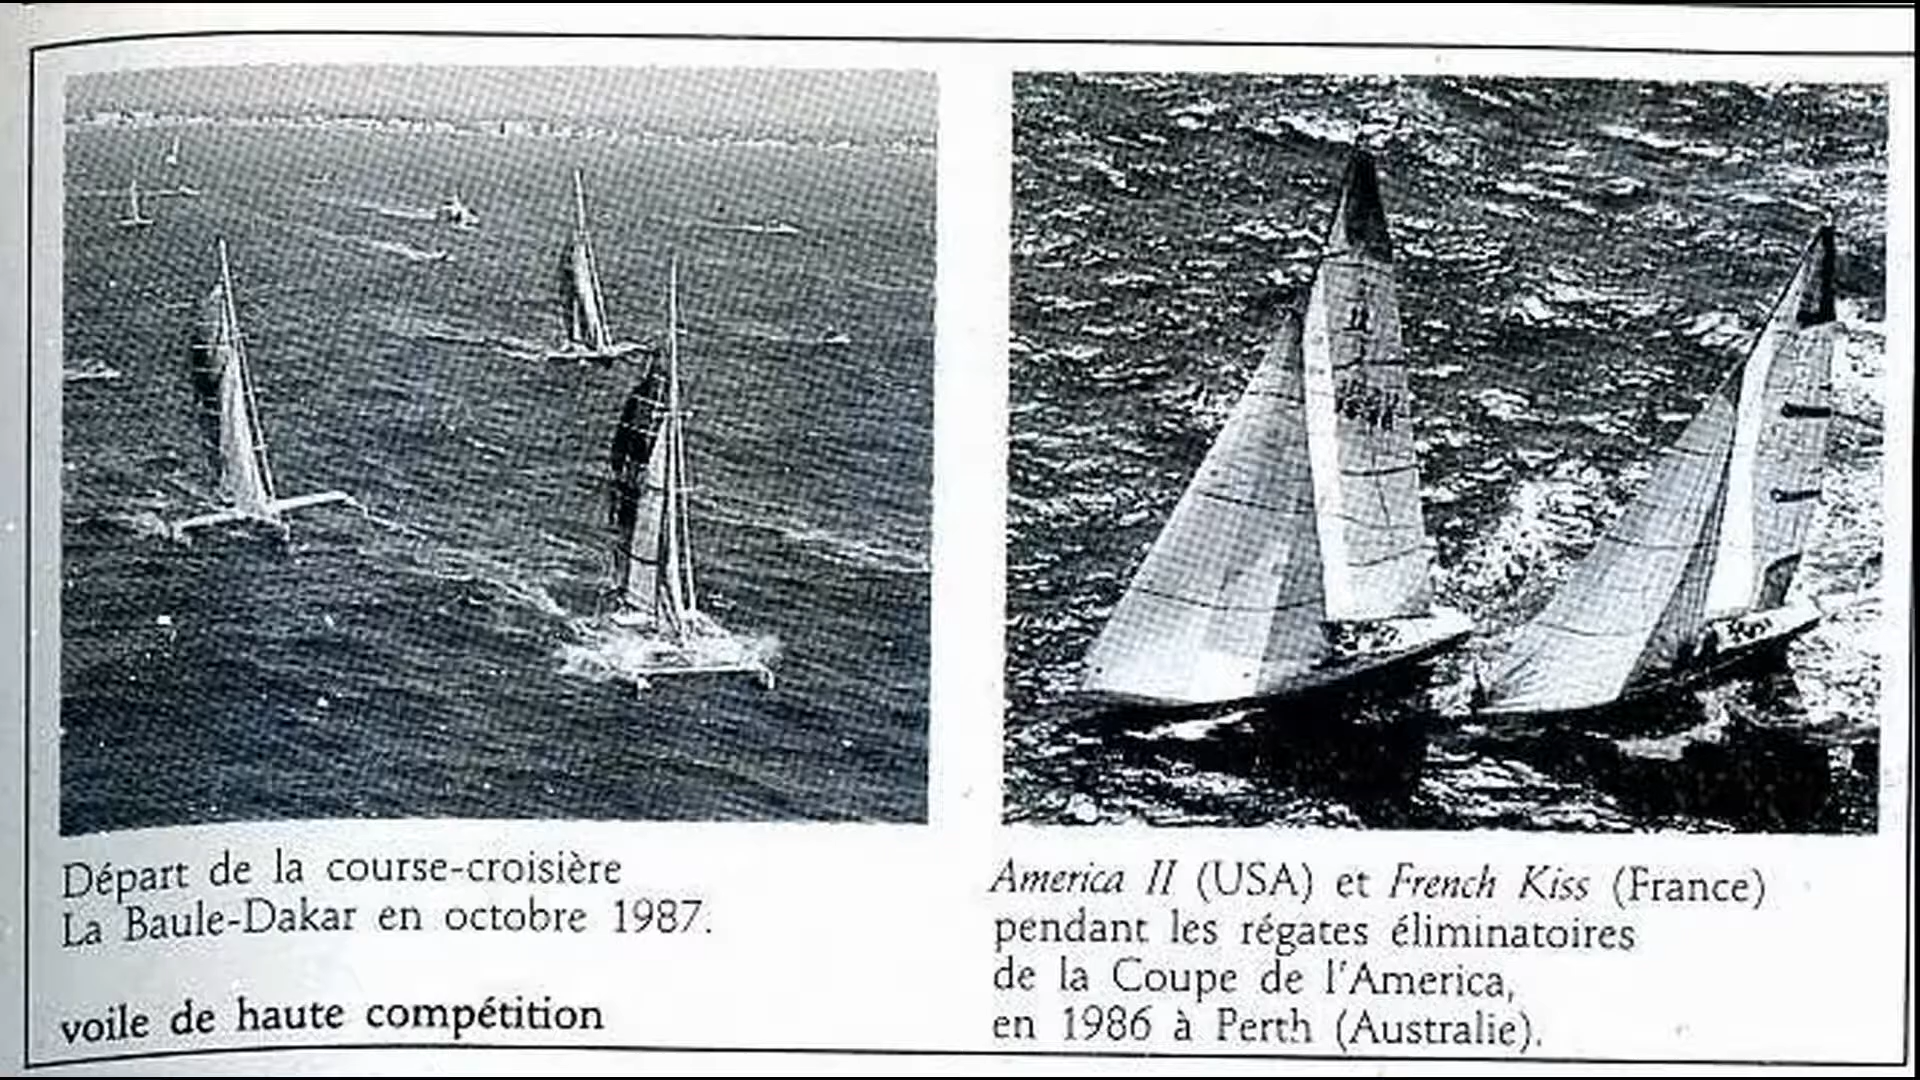 Départ de la course-croisière
La Baule-Dakar en octobre 1987.
voile de haute compétition
America II (USA) et French Kiss (France)
pendant les régates éliminatoires
de la Coupe de l'America,
en 1986 à Perth (Australie).